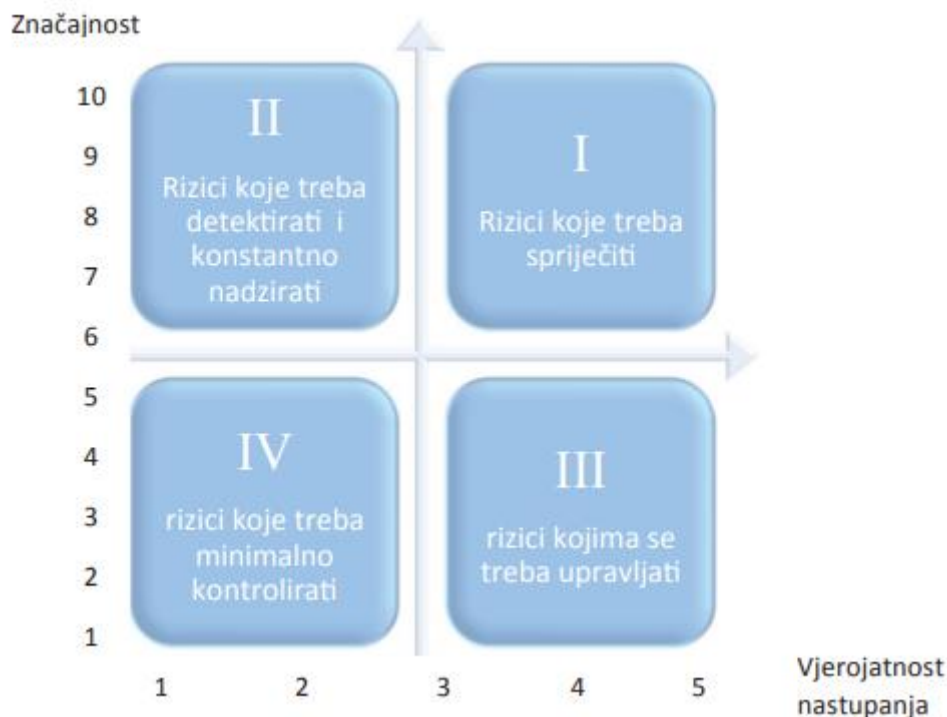 Značajnost
10
9
8
7
6
5
4
3
2
1
II
Rizici koje treba
detektirati i
konstantno
nadzirati
I
Rizici koje treba
spriječiti
IV
rizici koje treba
minimalno
kontrolirati
III
rizici kojima se
treba upravljati
1 2 3 4 5
Vjerojatnost
nastupanja